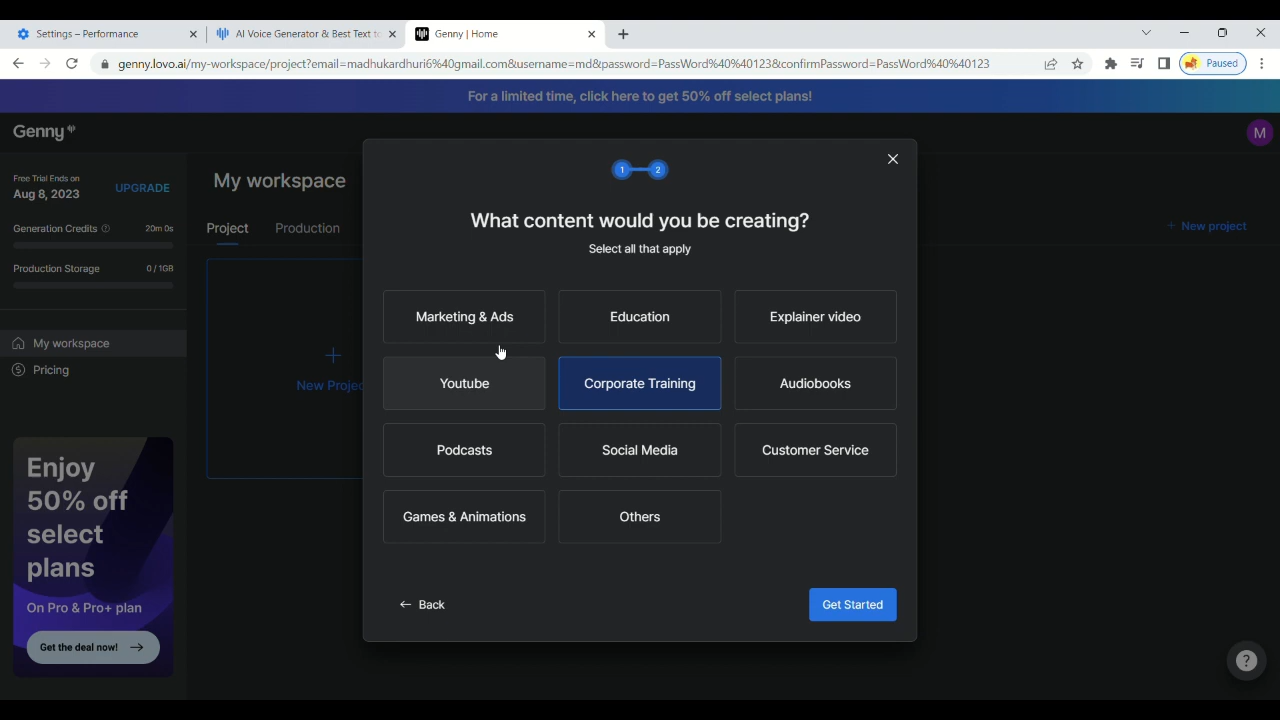 Settings – Performance
AI Voice Generator & Best Text to
Genny | Home
genny.lovo.ai/my-workspace/project?email=madhukardhuri6%40gmail.com&username=md&password=PassWord%40%40123&confirmPassword=PassWord%40%40123
Paused
For a limited time, click here to get 50% off select plans!
Genny
M
Free Trial Ends on
Aug 8, 2023
UPGRADE
Generation Credits
20m 0s
Production Storage
0 / 1GB
My workspace
Pricing
Enjoy
50% off
select
plans
On Pro & Pro+ plan
Get the deal now!
My workspace
Project
Production
+ New project
New Projec
1
2
What content would you be creating?
Select all that apply
Marketing & Ads
Education
Explainer video
Youtube
Corporate Training
Audiobooks
Podcasts
Social Media
Customer Service
Games & Animations
Others
← Back
Get Started
?